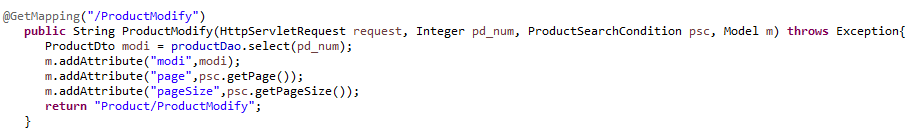 @GetMapping("/ProductModify")
public String ProductModify(HttpServletRequest request, Integer pd_num, ProductSearchCondition psc, Model m) throws Exception{
ProductDto modi = productDao.select(pd_num);
m.addAttribute("modi",modi);
m.addAttribute("page",psc.getPage());
m.addAttribute("pageSize",psc.getPageSize());
return "Product/ProductModify";
}